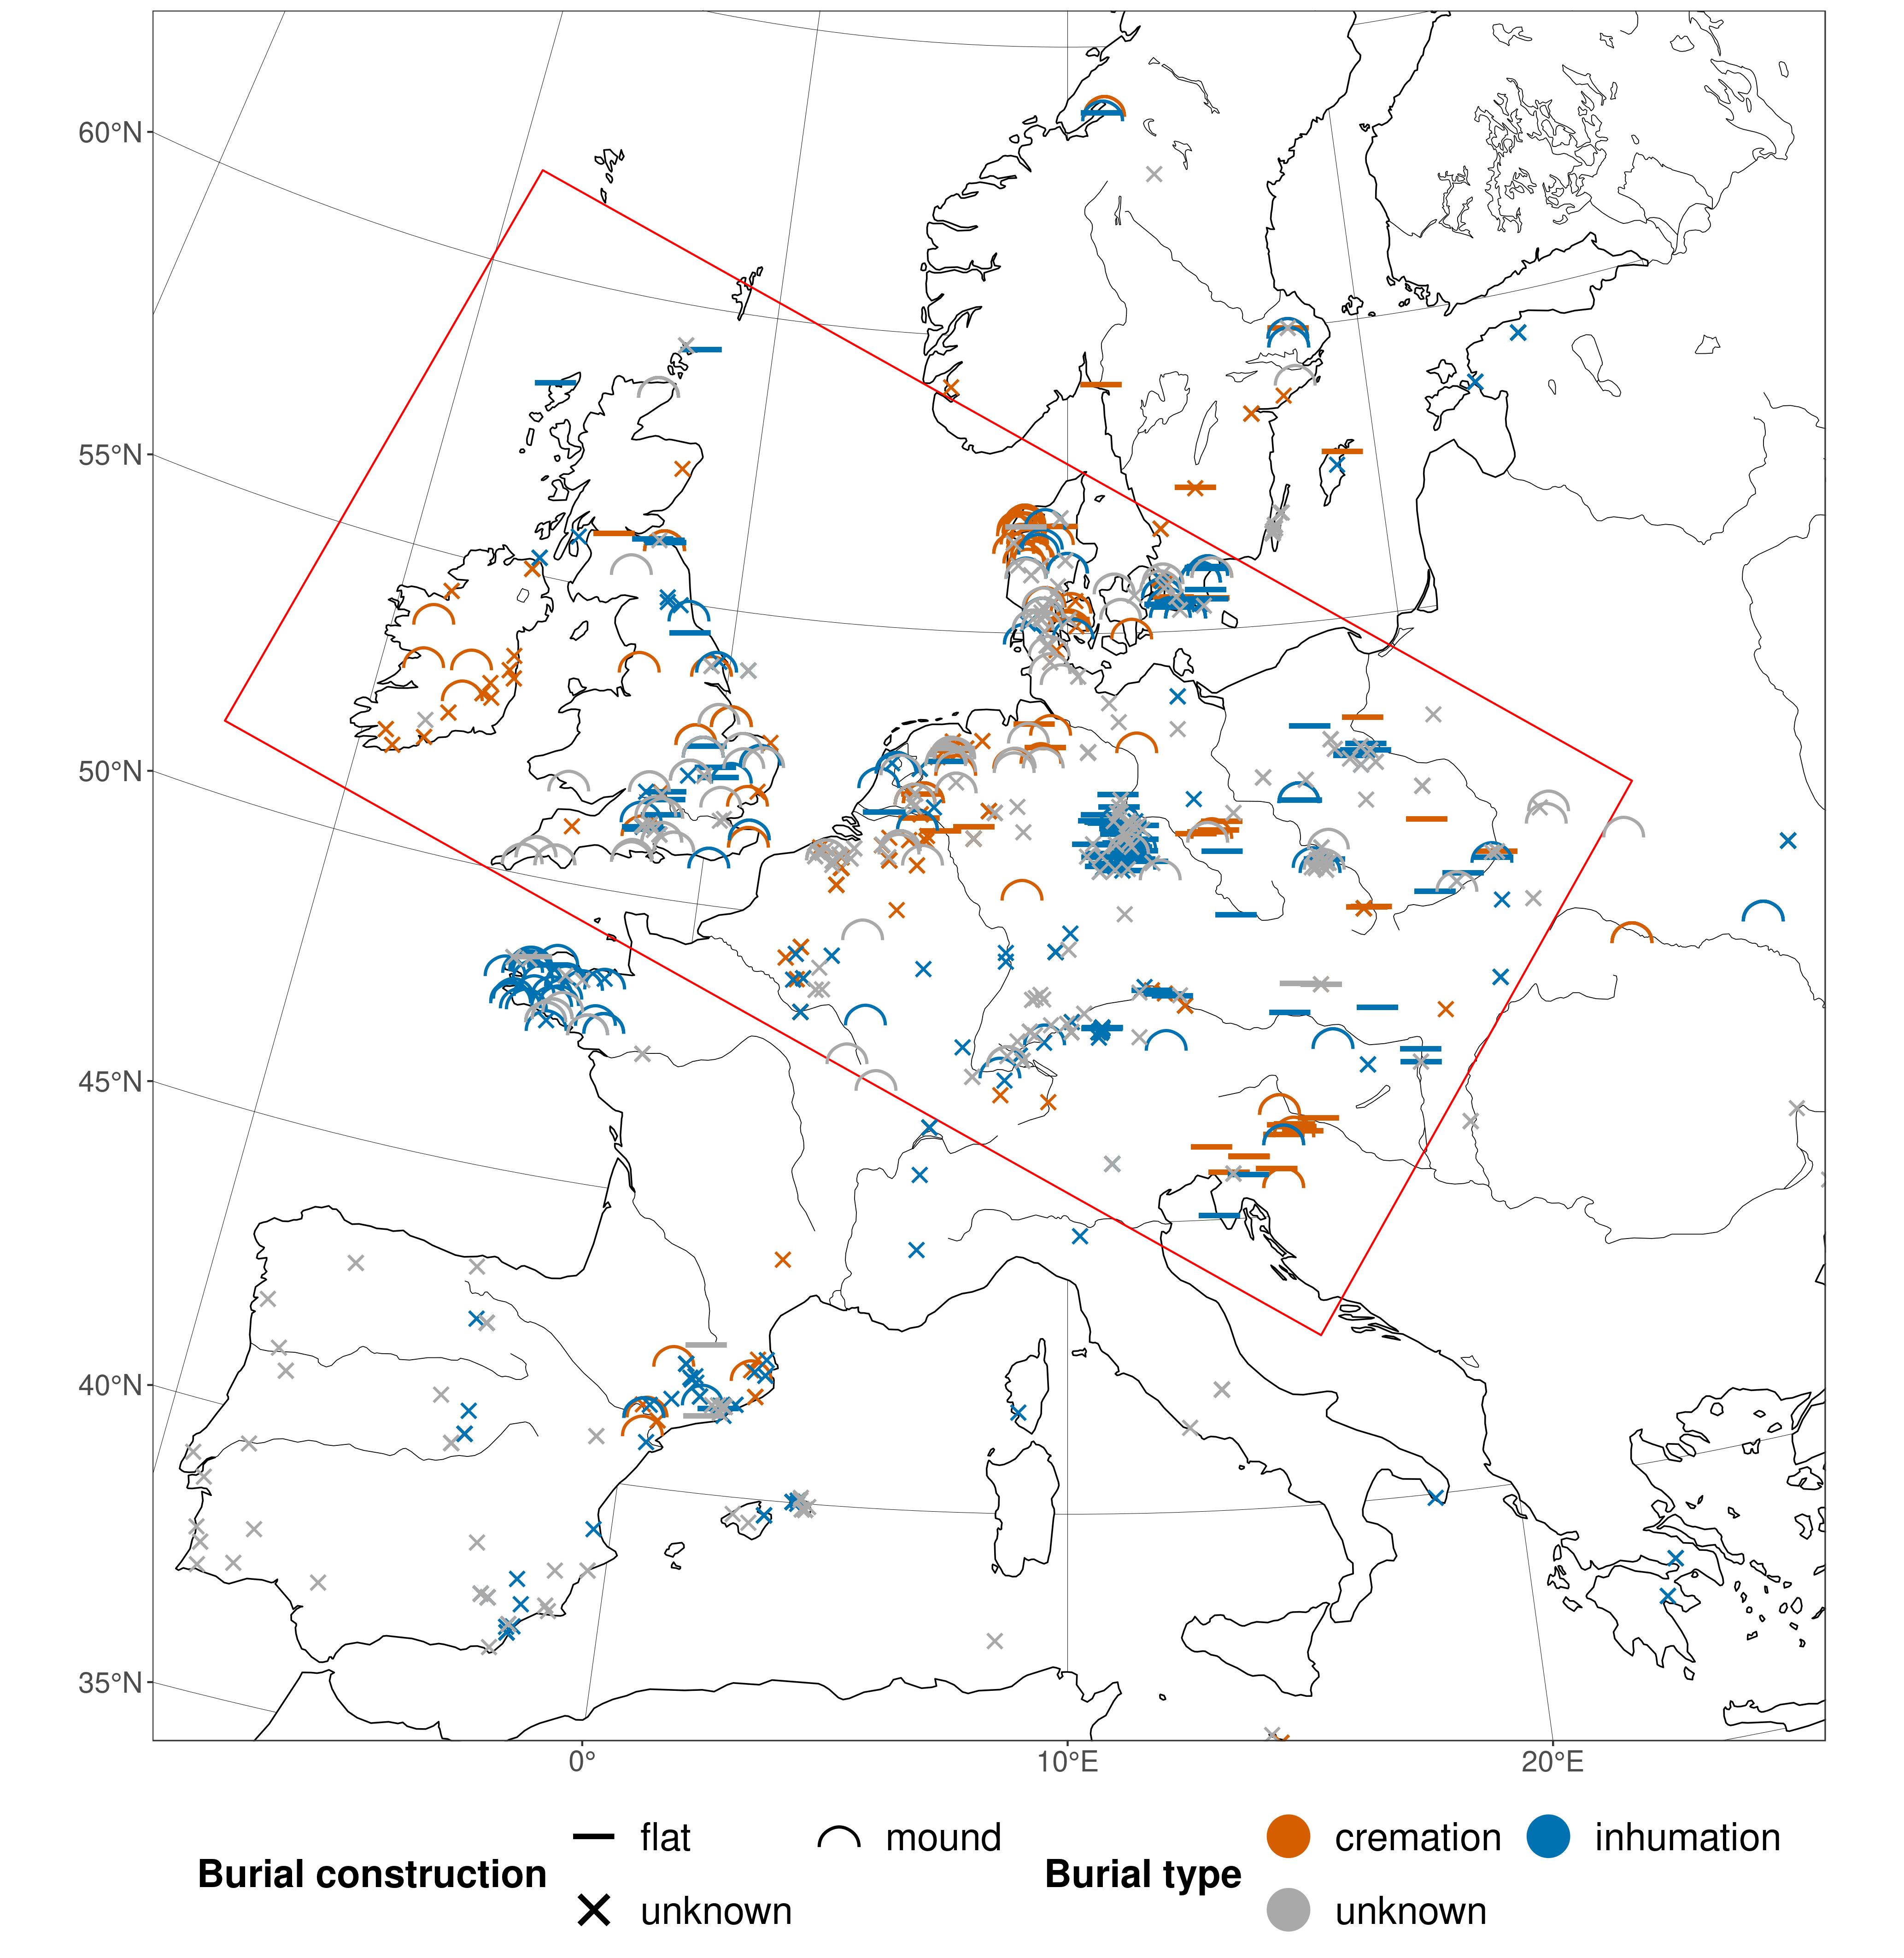 60°N
55°N
50°N
45°N
40°N
35°N
0° 10°E 20°E
flat mound cremation inhumation
Burial construction Burial type
unknown unknown